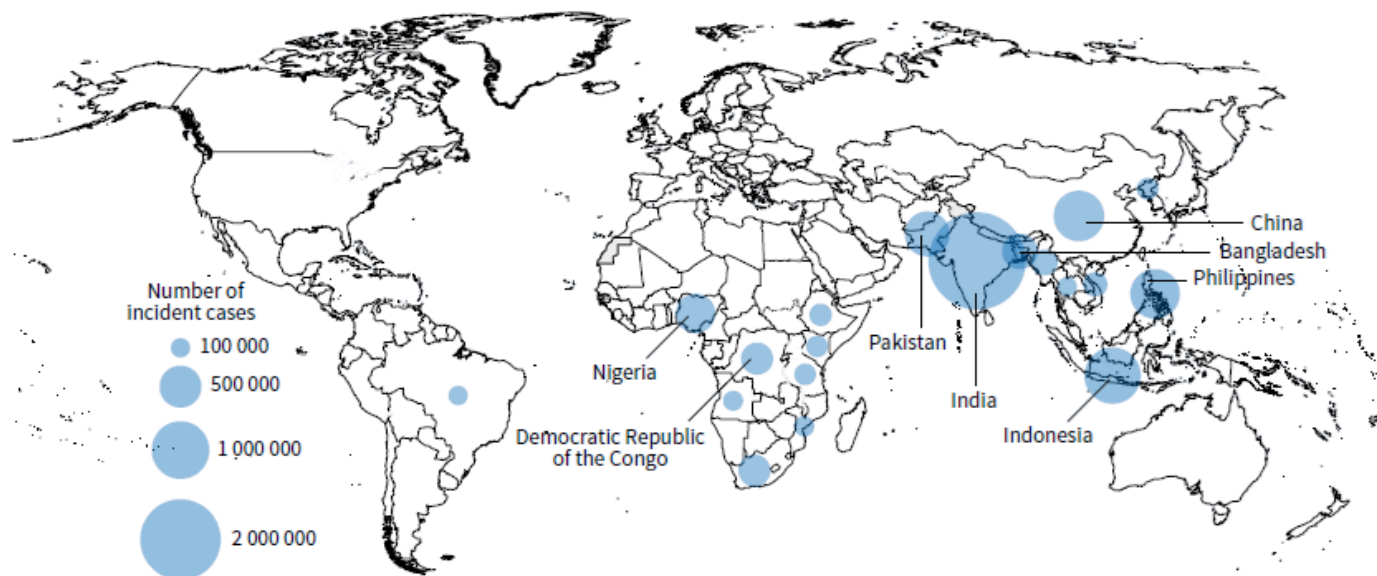 Number of
incident cases
100 000
500 000
1 000 000
2 000 000
China
Bangladesh
Philippines
Pakistan
India
Indonesia
Nigeria
Democratic Republic
of the Congo